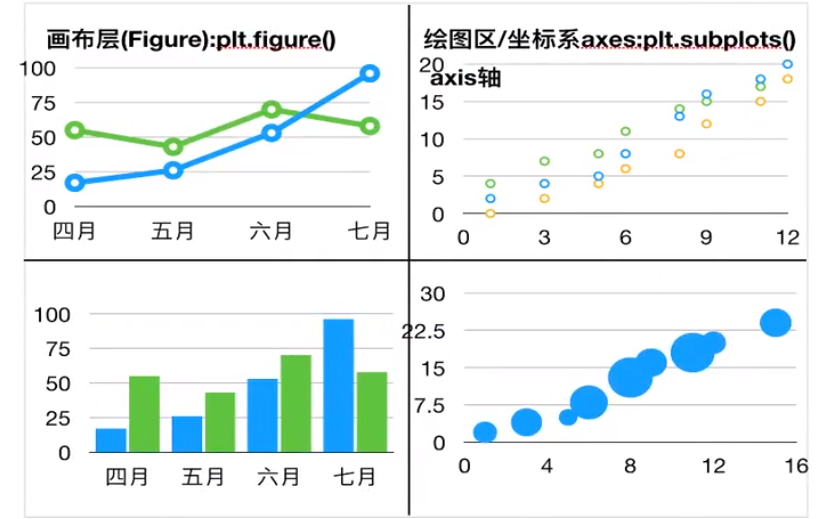 画布层(Figure):plt.figure()
100
75
50
25
0
四月 五月 六月 七月
绘图区/坐标系axes:plt.subplots()
20
axis轴
15
10
5
0
0 3 6 9 12
100
75
50
25
0
四月 五月 六月 七月
30
22.5
15
7.5
0
0 4 8 12 16